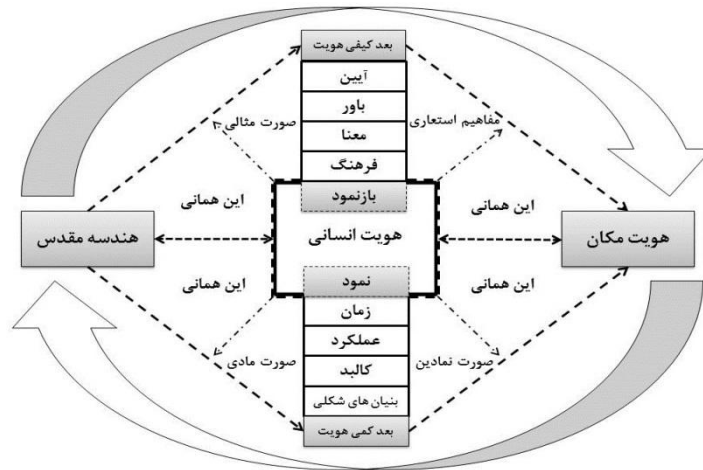 بعد کیفی هویت
آیین
باور
معنا
فرهنگ
بازنمود
مفاهیم استعاری
صورت مثالی
این همانی
این همانی
هویت مکان
هویت انسانی
هندسه مقدس
این همانی
این همانی
نمود
زمان
عملکرد
کالبد
بنیان های شکلی
بعد کمی هویت
صورت نمادین
صورت مادی